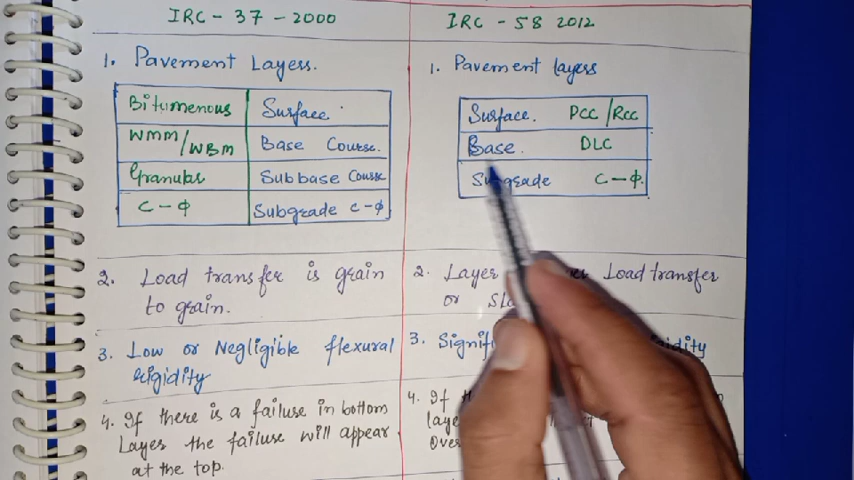 IRC - 37 - 2000
1. Pavement Layers.
Bitumenous Surface.
WMM/WBM Base Course.
Granular Subbase Course
C-Φ Subgrade C-Φ
2. Load transfer is grain
to grain.
3. Low or Negligible flexural
rigidity
4. If there is a failure in bottom
Layer the failure will appear
at the top.
IRC - 58 2012
1. Pavement layers
Surface. PCC/RCC
Base. DLC
Subgrade C-Φ.
2. Layer Load transfer
or
3.
4. If